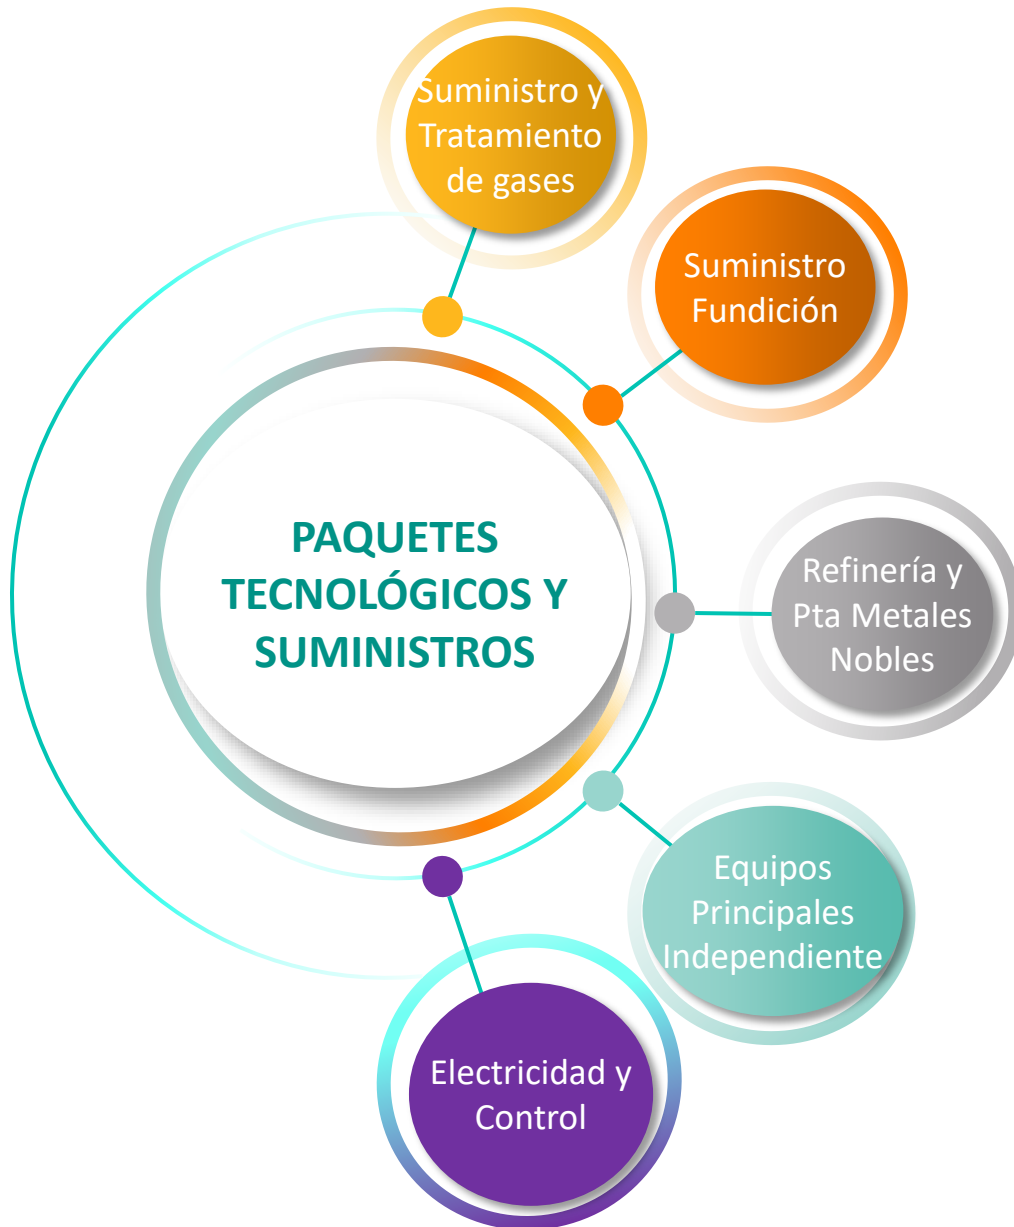 Suministro y
Tratamiento
de gases
Suministro
Fundición
PAQUETES
TECNOLÓGICOS Y
SUMINISTROS
Refinería y
Pta Metales
Nobles
Equipos
Principales
Independiente
Electricidad y
Control